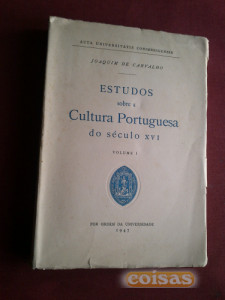 ACTA UNIVERSITATIS CONIMBRIGENSIS
JOAQUIM DE CARVALHO
ESTUDOS
sobre a
Cultura Portuguesa
do século XVI
VOLUME I
POR ORDEM DA UNIVERSIDADE
1947
coisas